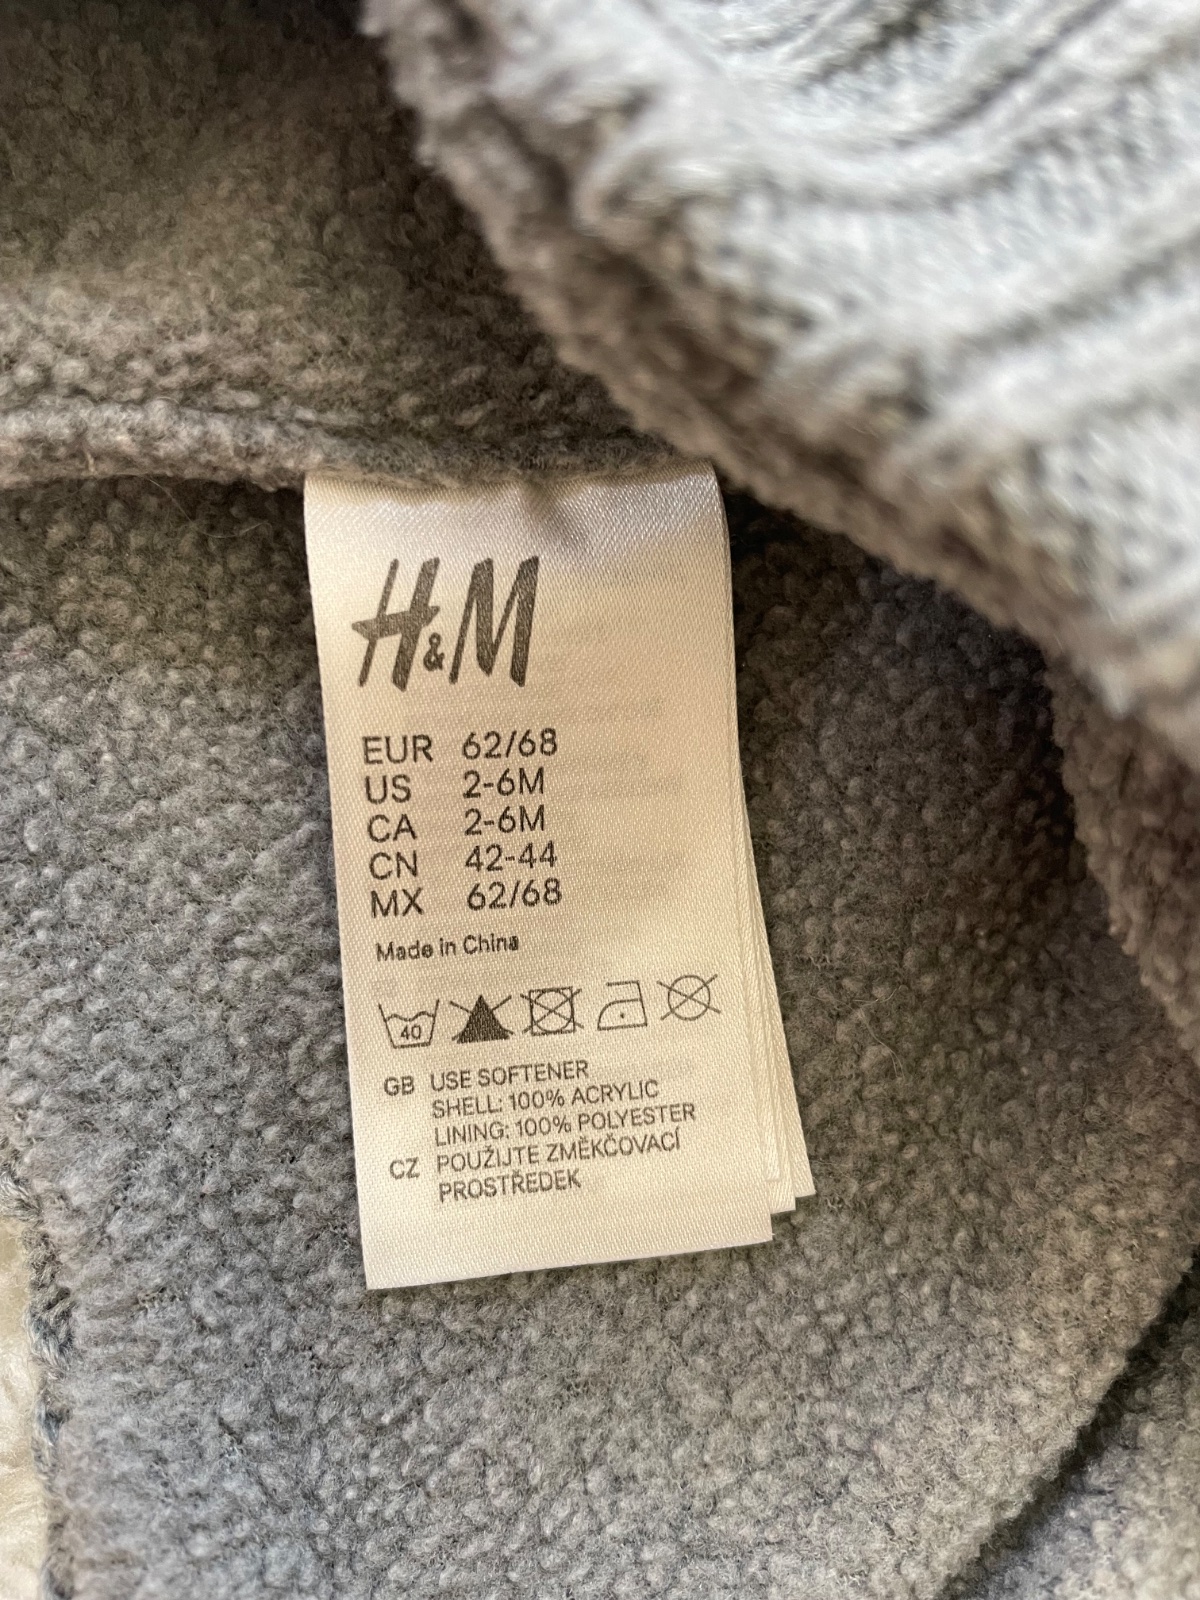 H&M
EUR 62/68
US 2-6M
CA 2-6M
CN 42-44
MX 62/68
Made in China
40
GB USE SOFTENER
SHELL: 100% ACRYLIC
LINING: 100% POLYESTER
CZ POUŽIJTE ZMĚKČOVACÍ
PROSTŘEDEK